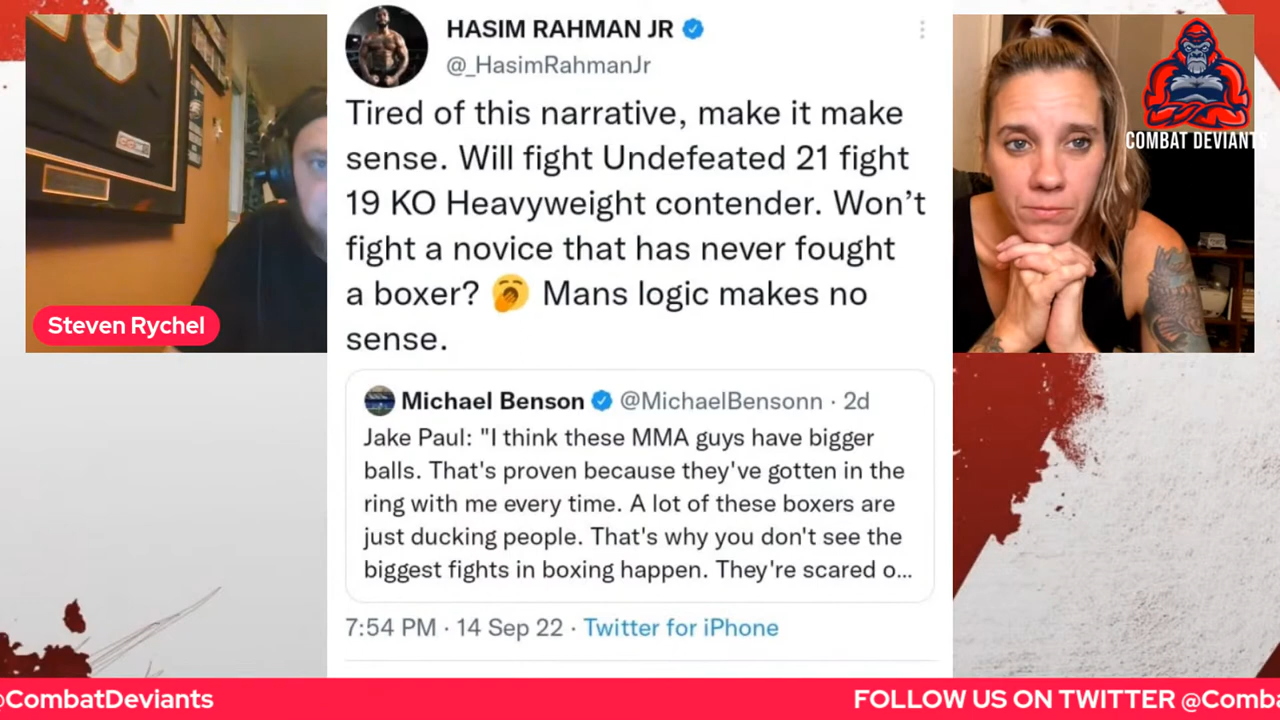 HASIM RAHMAN JR
@_HasimRahmanJr
Tired of this narrative, make it make
sense. Will fight Undefeated 21 fight
19 KO Heavyweight contender. Won’t
fight a novice that has never fought
a boxer? 🥱 Mans logic makes no
sense.
Michael Benson @MichaelBensonn · 2d
Jake Paul: "I think these MMA guys have bigger
balls. That's proven because they've gotten in the
ring with me every time. A lot of these boxers are
just ducking people. That's why you don't see the
biggest fights in boxing happen. They're scared o...
7:54 PM · 14 Sep 22 · Twitter for iPhone
Steven Rychel
COMBAT DEVIANTS
@CombatDeviants
FOLLOW US ON TWITTER @Comba